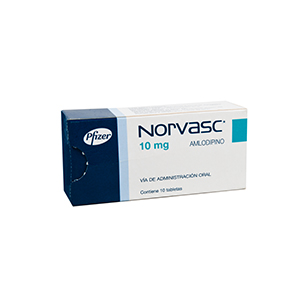 Pfizer
NORVASC®
10 mg
AMLODIPINO
VÍA DE ADMINISTRACIÓN ORAL
Contiene 10 tabletas